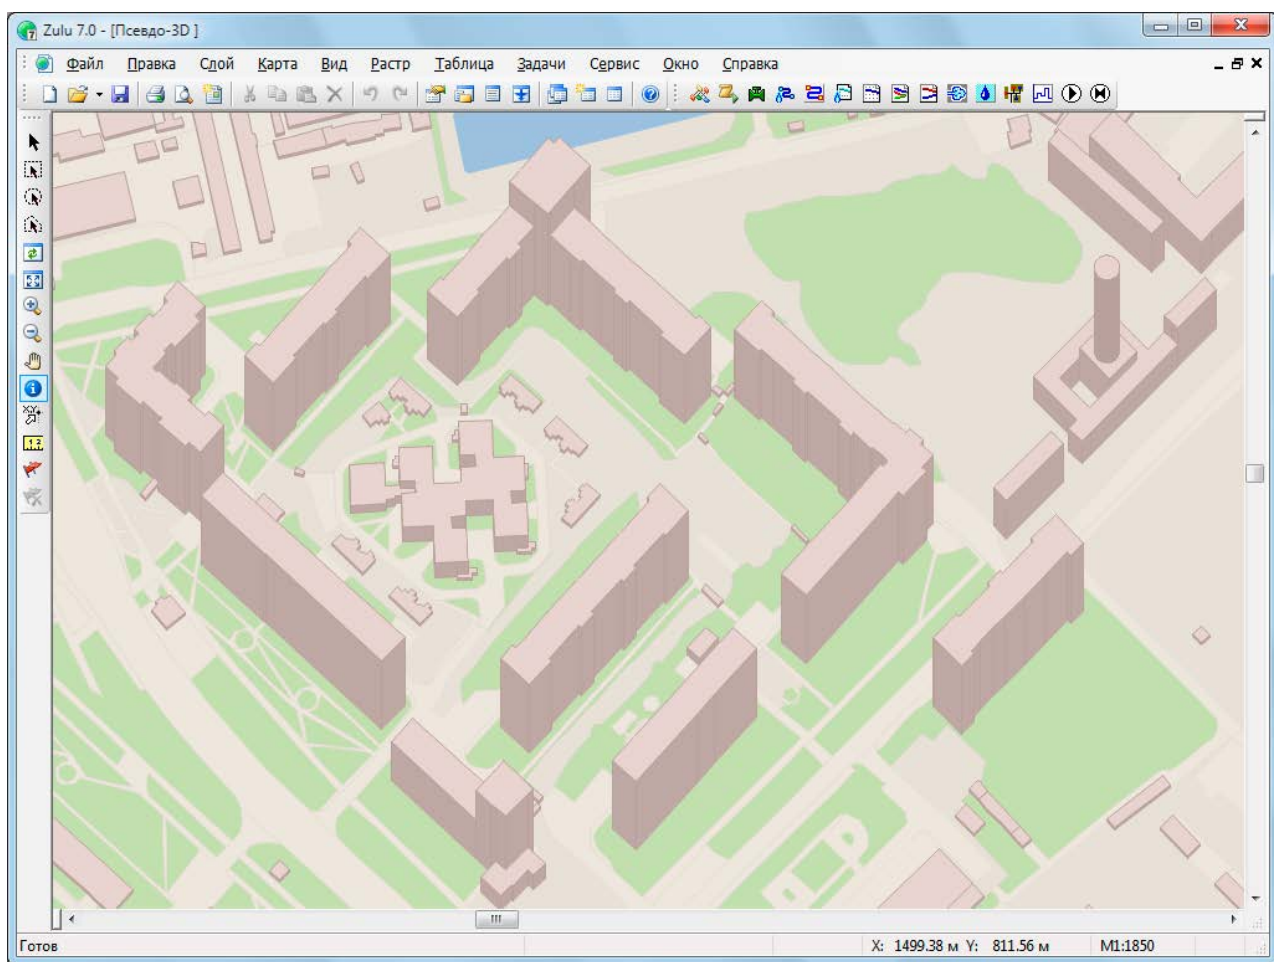 Zulu 7.0 - [Псевдо-3D ]
Файл Правка Слой Карта Вид Растр Таблица Задачи Сервис Окно Справка
Готов X: 1499.38 м Y: 811.56 м М1:1850